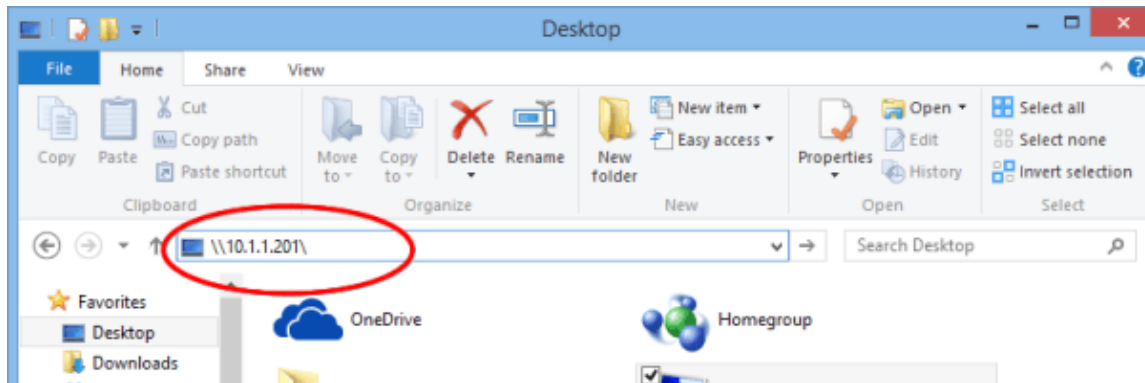 Desktop
File Home Share View
Copy
Paste
Cut
Copy path
Paste shortcut
Clipboard
Move to
Copy to
Delete
Rename
Organize
New folder
New item
Easy access
New
Properties
Open
Edit
History
Open
Select all
Select none
Invert selection
Select
\\10.1.1.201\
Search Desktop
Favorites
Desktop
Downloads
OneDrive
Homegroup